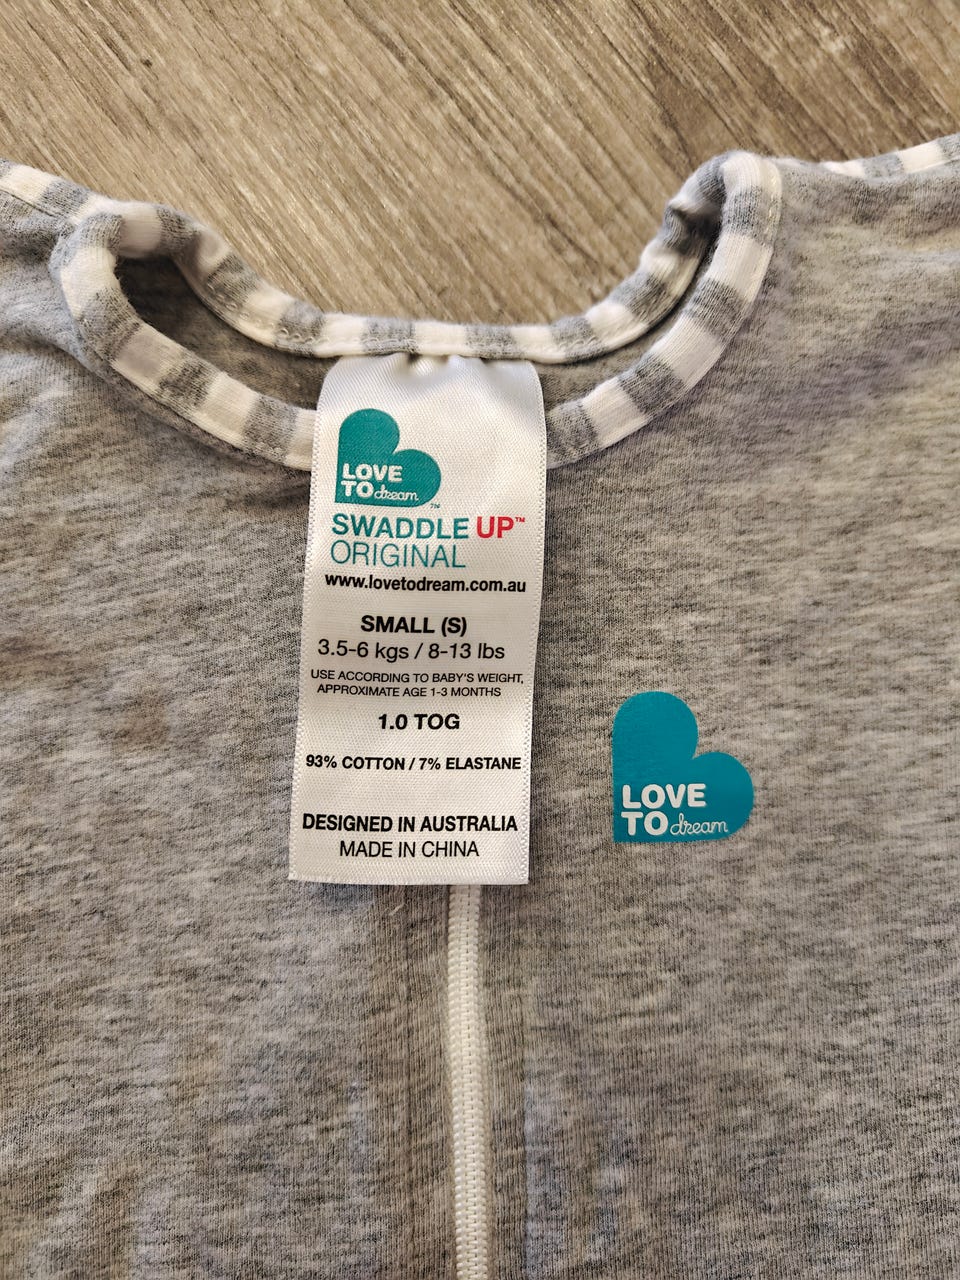 LOVE
TO dream™
SWADDLE UP™
ORIGINAL
www.lovetodream.com.au
SMALL (S)
3.5-6 kgs / 8-13 lbs
USE ACCORDING TO BABY'S WEIGHT,
APPROXIMATE AGE 1-3 MONTHS
1.0 TOG
93% COTTON / 7% ELASTANE
DESIGNED IN AUSTRALIA
MADE IN CHINA
LOVE
TO dream